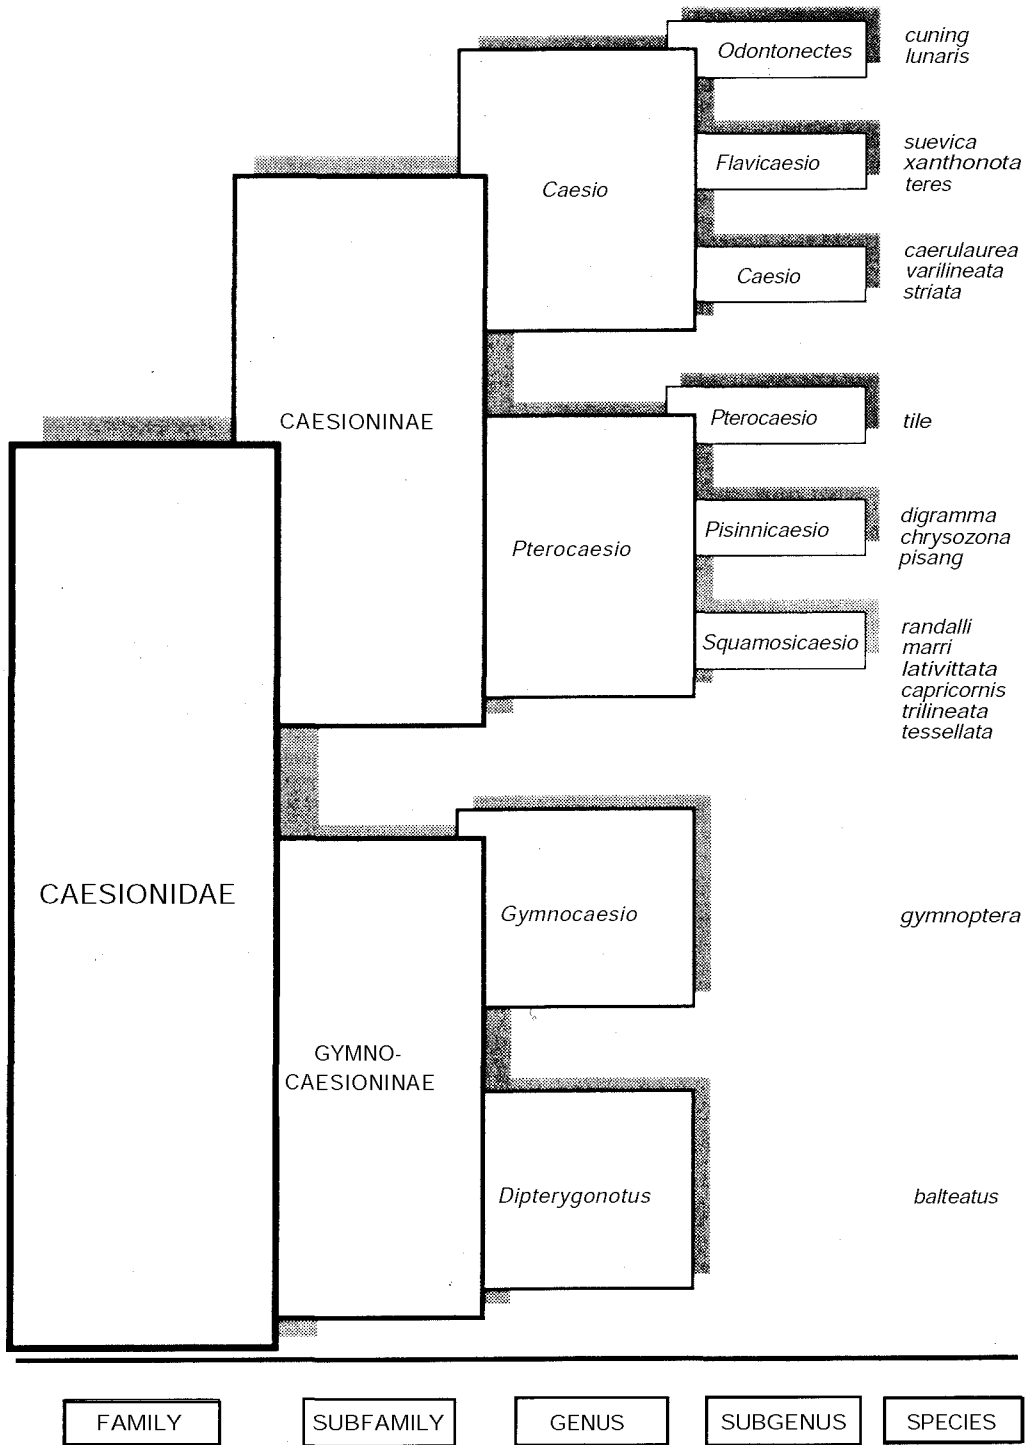 Odontonectes
cuning
lunaris
Caesio
Flavicaesio
suevica
xanthonota
teres
Caesio
caerulaurea
varilineata
striata
CAESIONINAE
Pterocaesio
tile
Pterocaesio
Pisinnicaesio
digramma
chrysozona
pisang
Squamosicaesio
randalli
marri
lativittata
capricornis
trilineata
tessellata
CAESIONIDAE
Gymnocaesio
gymnoptera
GYMNO-
CAESIONINAE
Dipterygonotus
balteatus
FAMILY
SUBFAMILY
GENUS
SUBGENUS
SPECIES